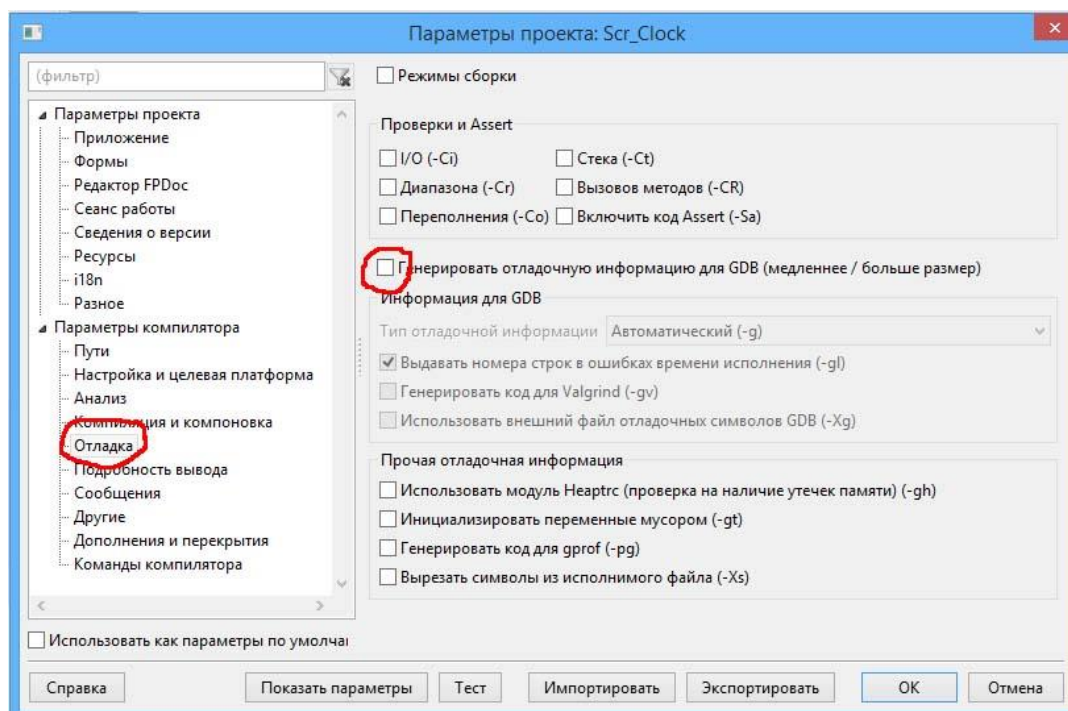 Параметры проекта: Scr_Clock
(фильтр)
Параметры проекта
Приложение
Формы
Редактор FPDoc
Сеанс работы
Сведения о версии
Ресурсы
i18n
Разное
Параметры компилятора
Пути
Настройка и целевая платформа
Анализ
Компиляция и компоновка
Отладка
Подробность вывода
Сообщения
Другие
Дополнения и перекрытия
Команды компилятора
Использовать как параметры по умолчан
Режимы сборки
Проверки и Assert
I/O (-Ci)
Стека (-Ct)
Диапазона (-Cr)
Вызовов методов (-CR)
Переполнения (-Co)
Включить код Assert (-Sa)
Генерировать отладочную информацию для GDB (медленнее / больше размер)
Информация для GDB
Тип отладочной информации
Автоматический (-g)
Выдавать номера строк в ошибках времени исполнения (-gl)
Генерировать код для Valgrind (-gv)
Использовать внешний файл отладочных символов GDB (-Xg)
Прочая отладочная информация
Использовать модуль Heaptrc (проверка на наличие утечек памяти) (-gh)
Инициализировать переменные мусором (-gt)
Генерировать код для gprof (-pg)
Вырезать символы из исполнимого файла (-Xs)
Справка
Показать параметры
Тест
Импортировать
Экспортировать
OK
Отмена